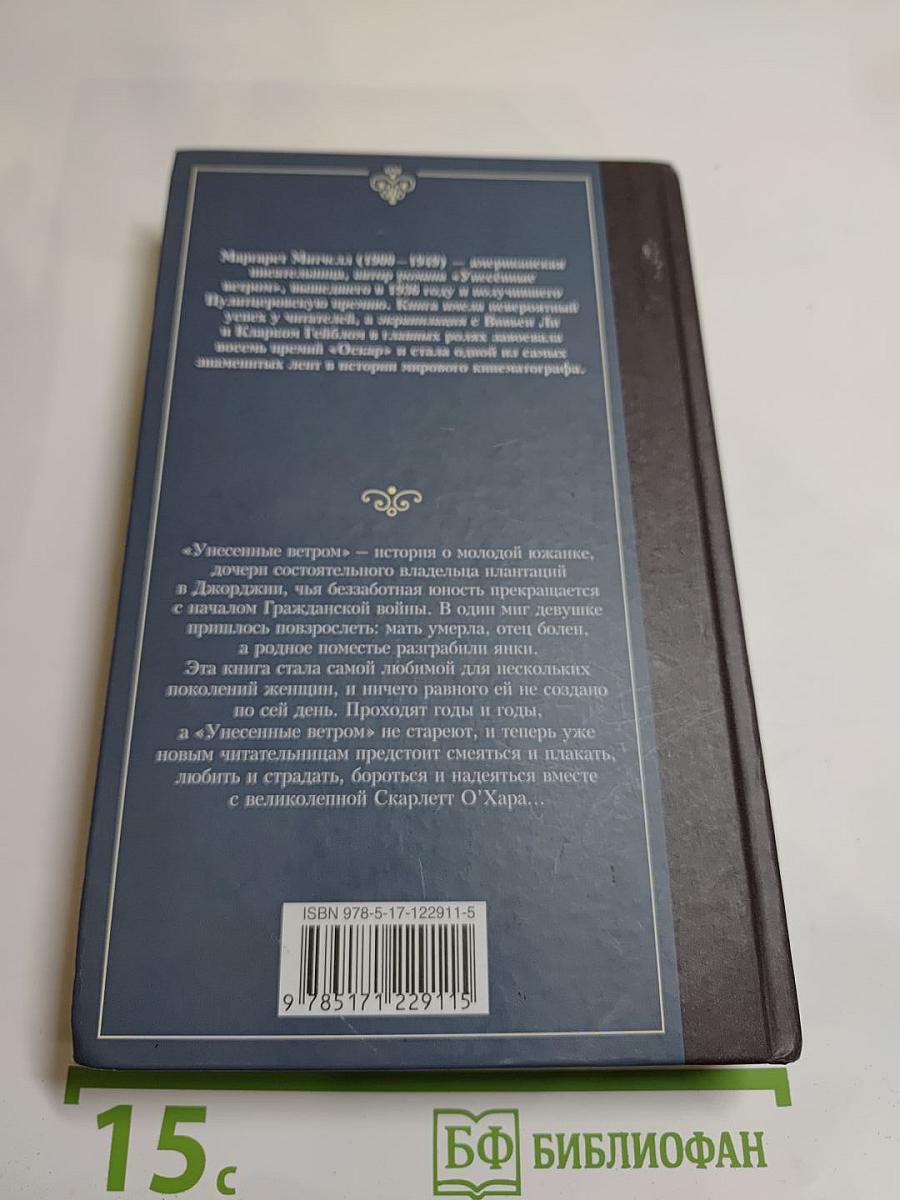 Маргарет Митчелл (1900–1949) — американская
писательница, автор романа «Унесённые
ветром», вышедшего в 1936 году и получившего
Пулитцеровскую премию. Книга имела невероятный
успех у читателей, а экранизация с Вивьен Ли
и Кларком Гейблом в главных ролях завоевала
восемь премий «Оскар» и стала одной из самых
знаменитых лент в истории мирового кинематографа.
«Унесенные ветром» – история о молодой южанке,
дочери состоятельного владельца плантаций
в Джорджии, чья беззаботная юность прекращается
с началом Гражданской войны. В один миг девушке
пришлось повзрослеть: мать умерла, отец болен,
а родное поместье разграбили янки.
Эта книга стала самой любимой для нескольких
поколений женщин, и ничего равного ей не создано
по сей день. Проходят годы и годы,
а «Унесенные ветром» не стареют, и теперь уже
новым читательницам предстоит смеяться и плакать,
любить и страдать, бороться и надеяться вместе
с великолепной Скарлетт О'Хара...
ISBN 978-5-17-122911-5
9 785171 229115
15 с
БФ БИБЛИОФАН